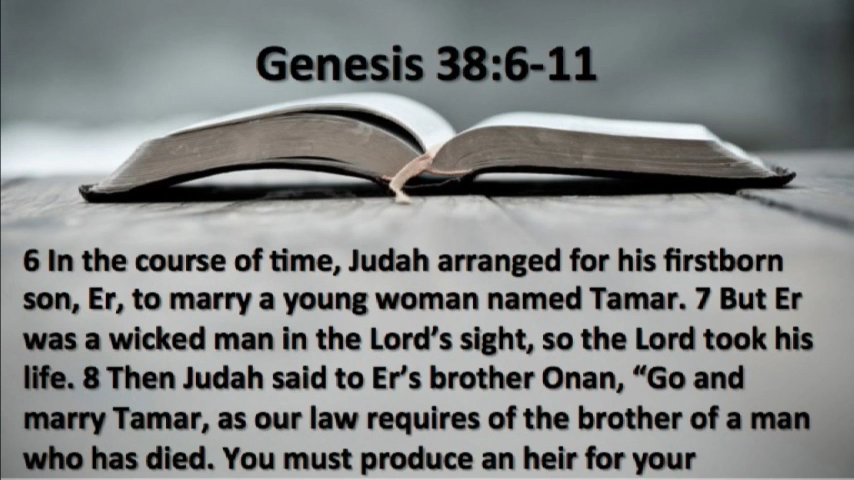 Genesis 38:6-11
6 In the course of time, Judah arranged for his firstborn
son, Er, to marry a young woman named Tamar. 7 But Er
was a wicked man in the Lord’s sight, so the Lord took his
life. 8 Then Judah said to Er’s brother Onan, “Go and
marry Tamar, as our law requires of the brother of a man
who has died. You must produce an heir for your